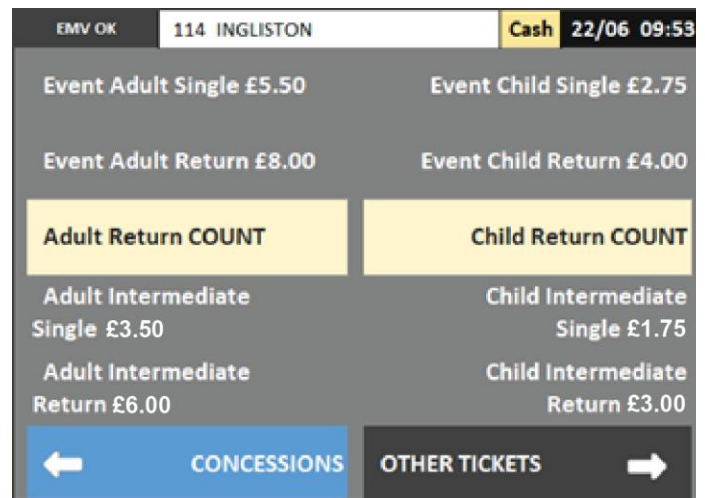 EMV OK 114 INGLISTON Cash 22/06 09:53
Event Adult Single £5.50 Event Child Single £2.75
Event Adult Return £8.00 Event Child Return £4.00
Adult Return COUNT Child Return COUNT
Adult Intermediate Child Intermediate
Single £3.50 Single £1.75
Adult Intermediate Child Intermediate
Return £6.00 Return £3.00
CONCESSIONS OTHER TICKETS